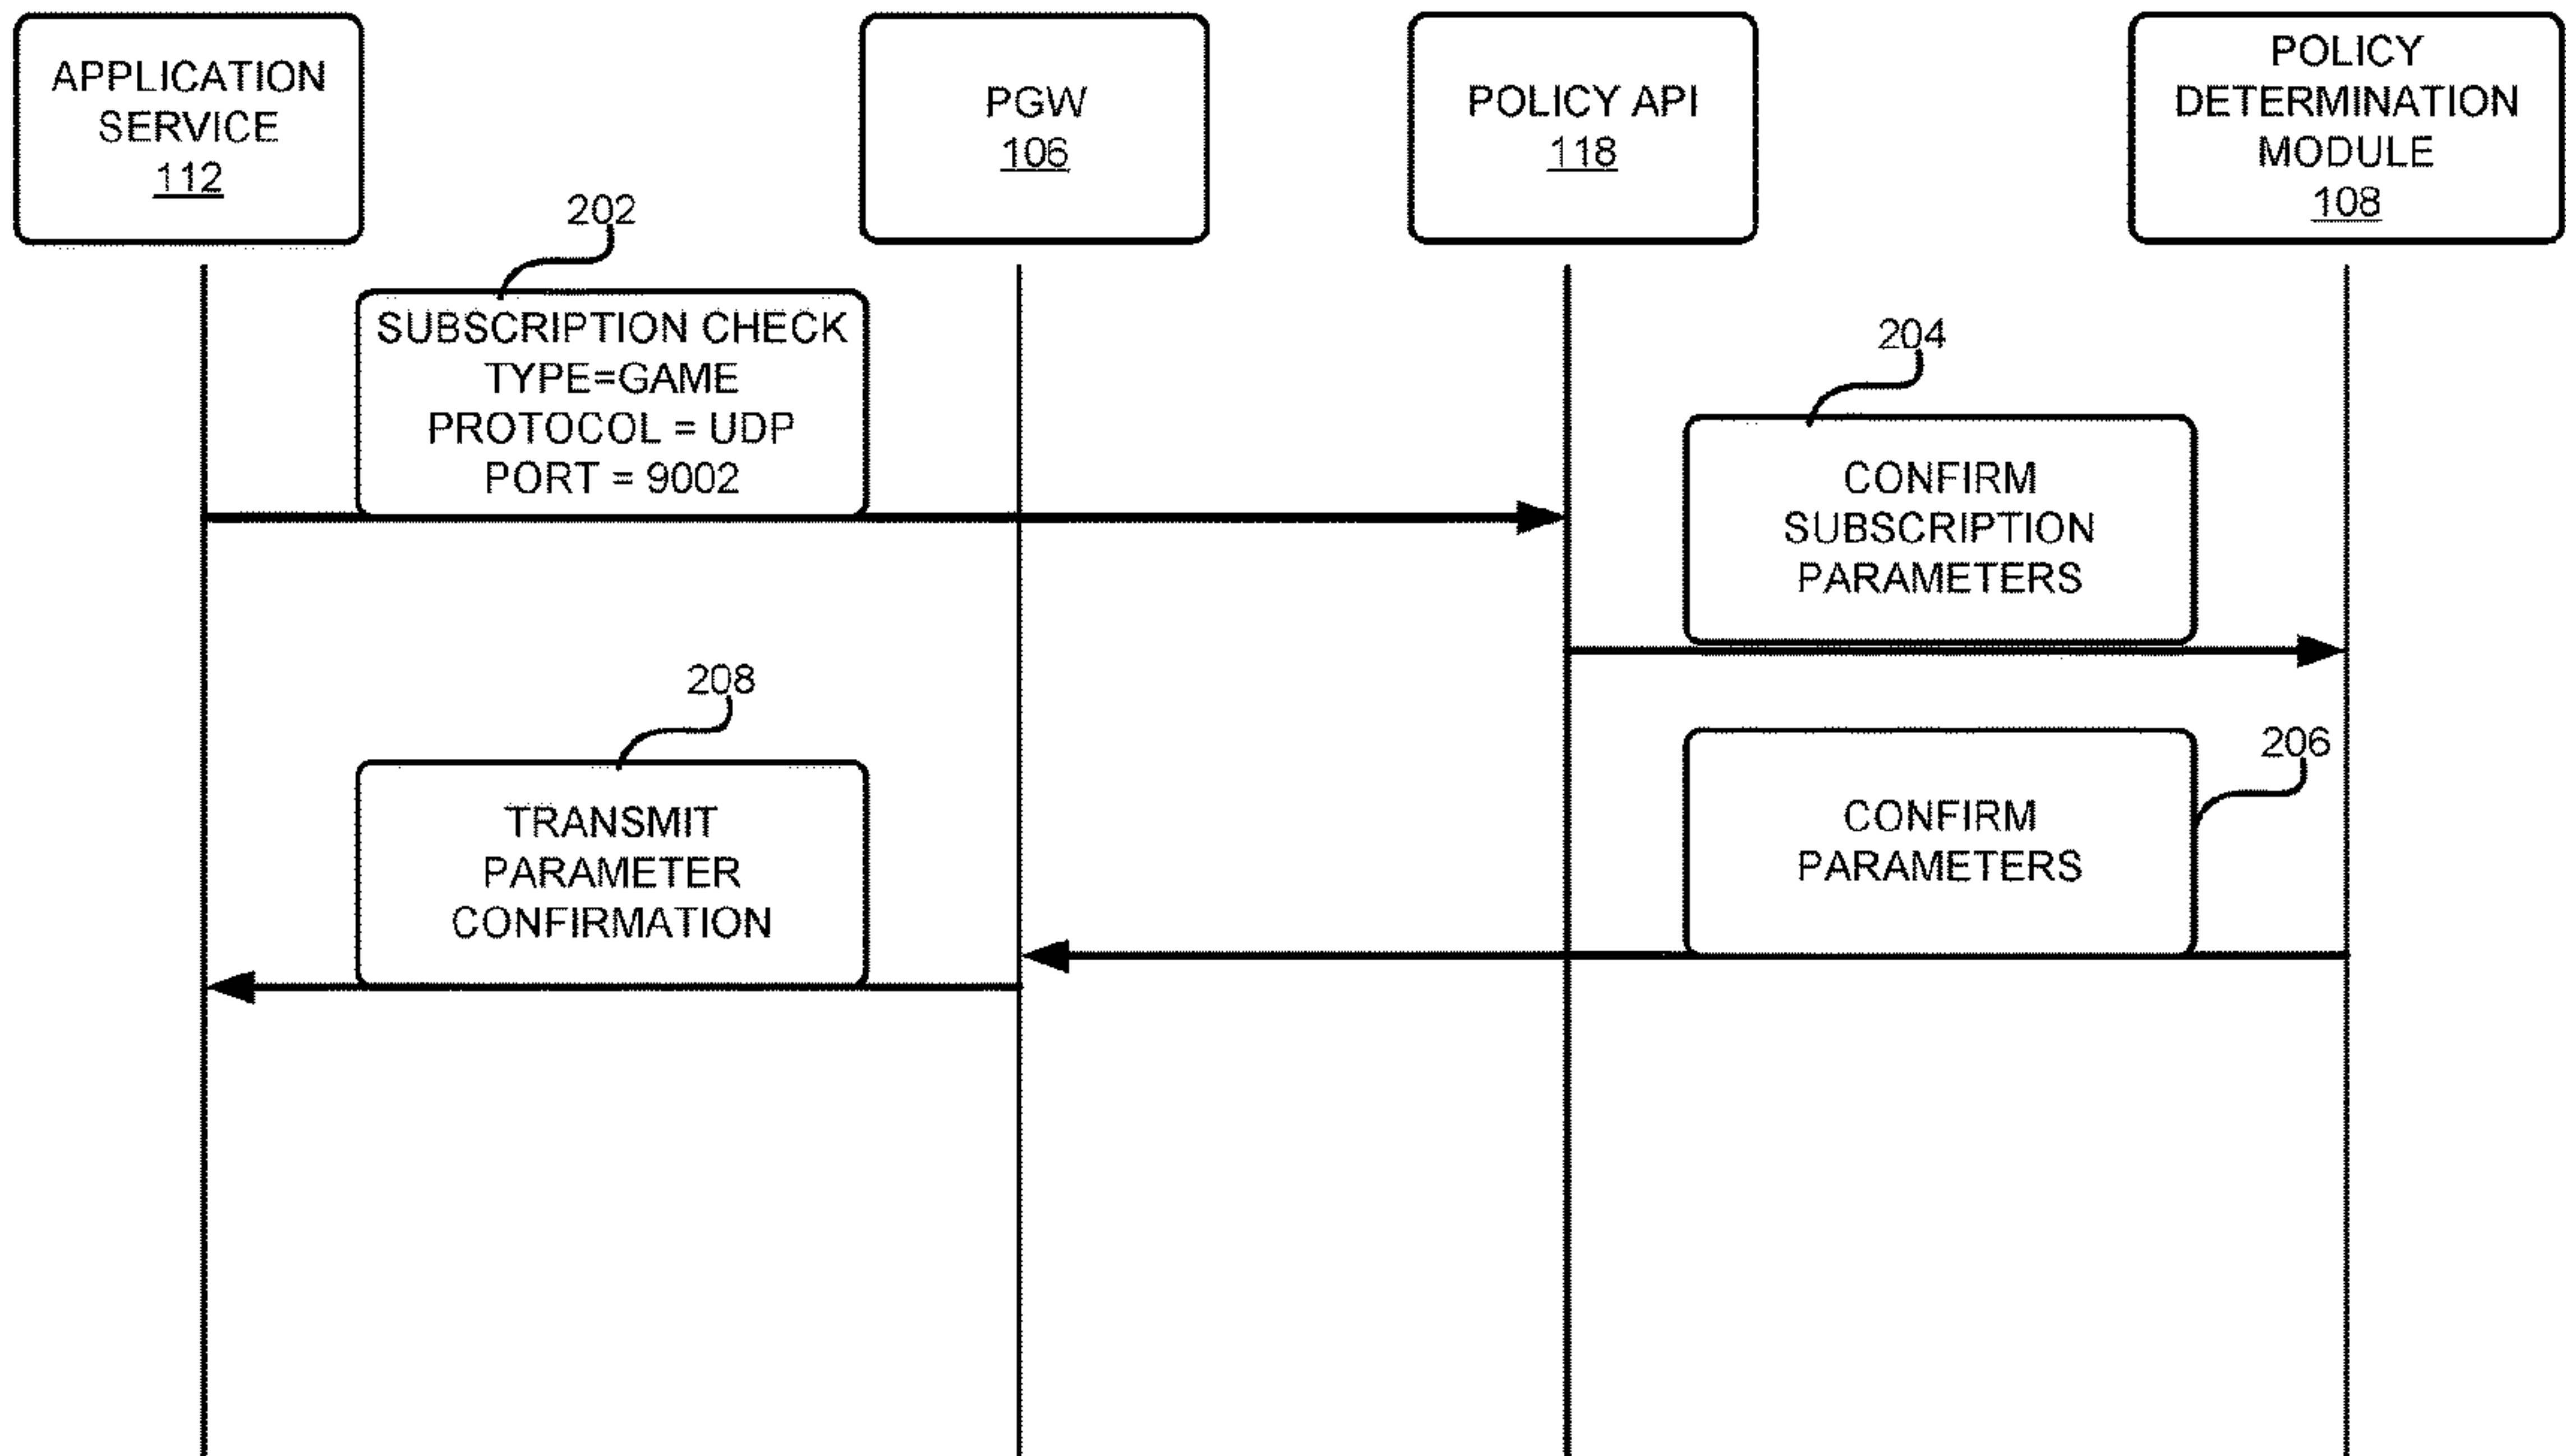 APPLICATION
SERVICE
112
PGW
106
POLICY API
118
POLICY
DETERMINATION
MODULE
108
202
SUBSCRIPTION CHECK
TYPE=GAME
PROTOCOL = UDP
PORT = 9002
204
CONFIRM
SUBSCRIPTION
PARAMETERS
208
TRANSMIT
PARAMETER
CONFIRMATION
206
CONFIRM
PARAMETERS